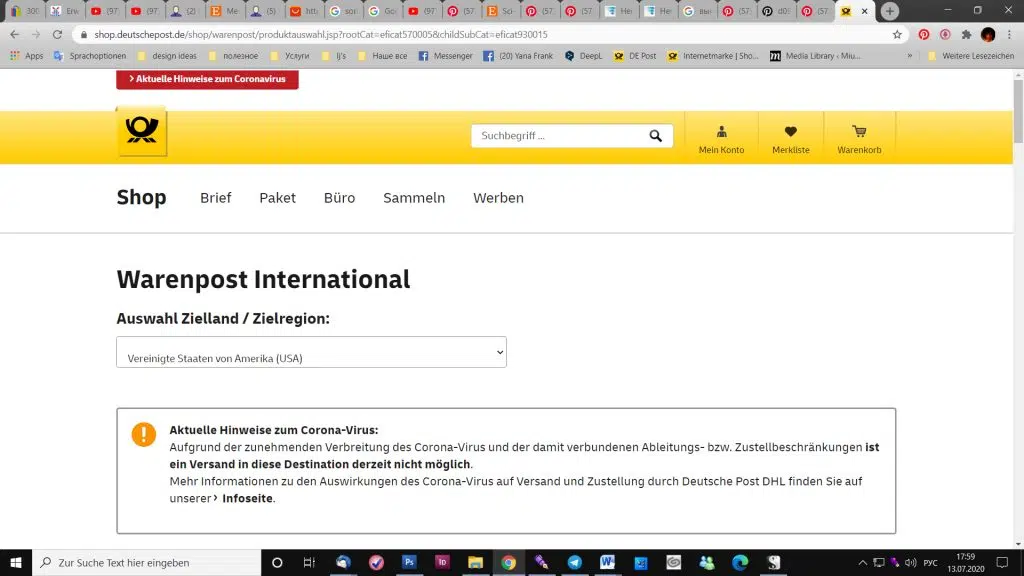 300
Erw
(97
(97
(2)
Me
(5)
http
sor
Go
(97
(57
Sci-
(57
(57
Her
Her
(57
(57
shop.deutschepost.de/shop/warenpost/produktauswahl.jsp?rootCat=eficat570005&childSubCat=eficat930015
Apps Sprachoptionen design ideas полезное Ij's Наше все Messenger (20) Yana Frank DeepL DE Post Internetmarke | Sho... Media Library ‹ Miu... » Weitere Lesezeichen
› Aktuelle Hinweise zum Coronavirus
Suchbegriff ...
Mein Konto Merkliste Warenkorb
Shop Brief Paket Büro Sammeln Werben
Warenpost International
Auswahl Zielland / Zielregion:
Vereinigte Staaten von Amerika (USA)
Aktuelle Hinweise zum Corona-Virus:
Aufgrund der zunehmenden Verbreitung des Corona-Virus und der damit verbundenen Ableitungs- bzw. Zustellbeschränkungen ist
ein Versand in diese Destination derzeit nicht möglich.
Mehr Informationen zu den Auswirkungen des Corona-Virus auf Versand und Zustellung durch Deutsche Post DHL finden Sie auf
unserer › Infoseite.
Zur Suche Text hier eingeben
РУС
17:59
13.07.2020